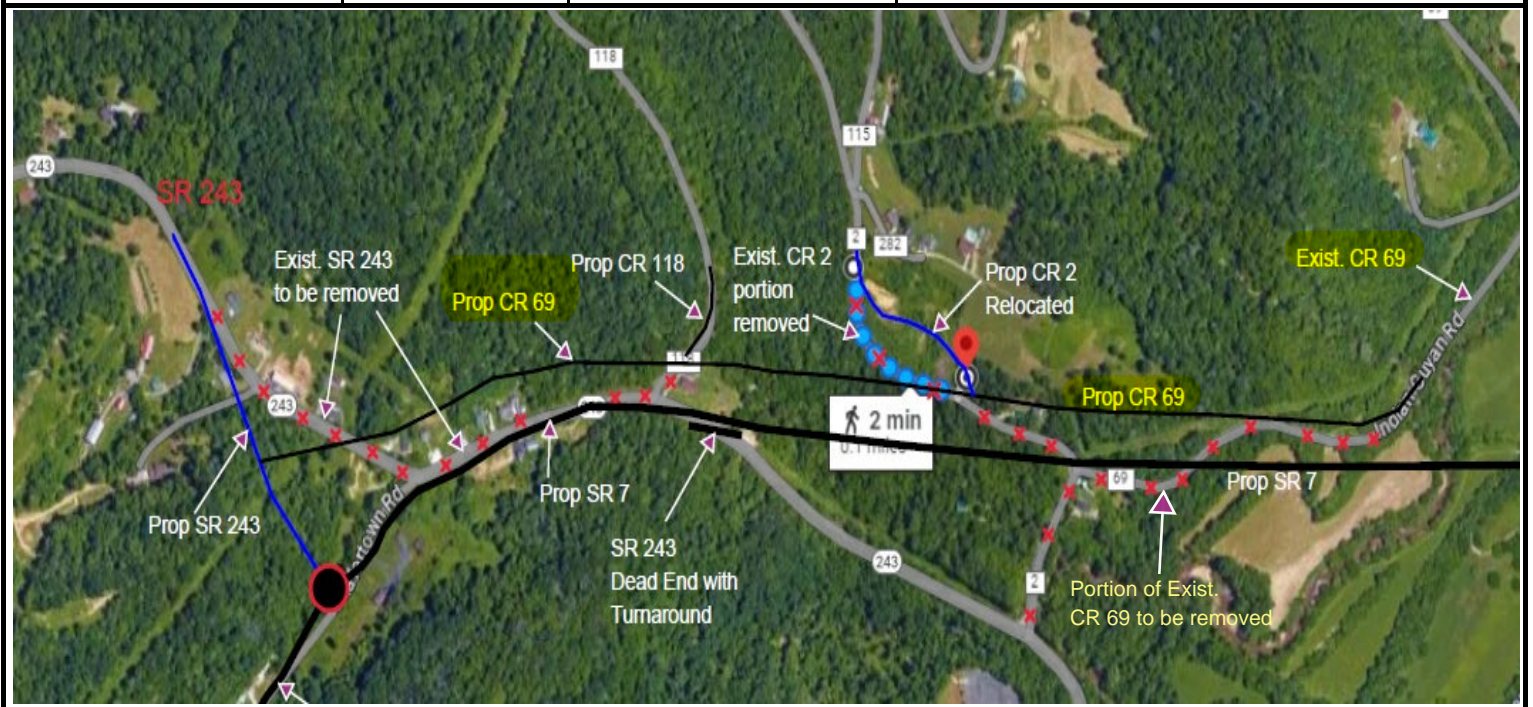 118
115
243
SR 243
2
282
Exist. SR 243
to be removed
Prop CR 69
Prop CR 118
Exist. CR 2
portion
removed
Prop CR 2
Relocated
Exist. CR 69
243
Prop CR 69
2 min
Guyan Rd
69
Prop SR 7
Prop SR 7
Prop SR 243
SR 243
Dead End with
Turnaround
243
2
Portion of Exist.
CR 69 to be removed